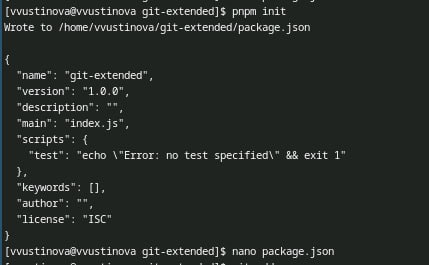 [vvustinova@vvustinova git-extended]$ pnpm init
Wrote to /home/vvustinova/git-extended/package.json
{
  "name": "git-extended",
  "version": "1.0.0",
  "description": "",
  "main": "index.js",
  "scripts": {
    "test": "echo \"Error: no test specified\" && exit 1"
  },
  "keywords": [],
  "author": "",
  "license": "ISC"
}
[vvustinova@vvustinova git-extended]$ nano package.json